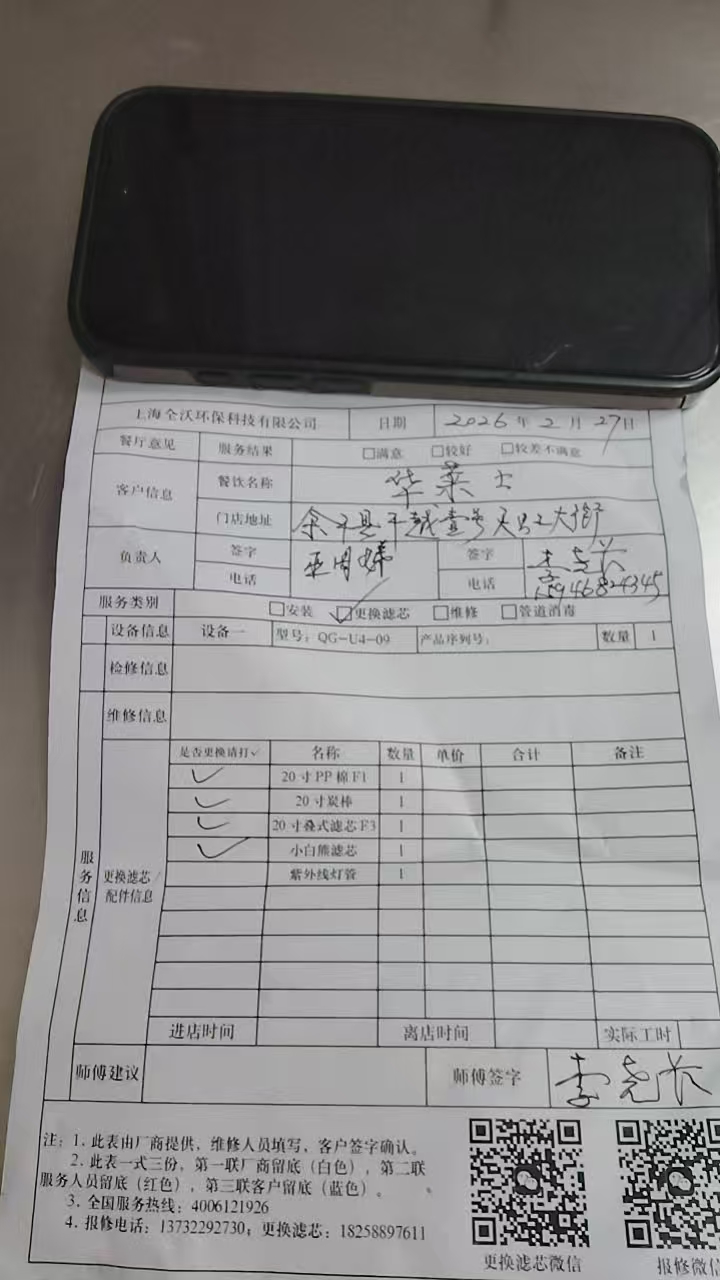 上海全沃环保科技有限公司 日期 2026年2月27日
餐厅意见 服务结果 □满意 □较好 □较差不满意
客户信息 餐饮名称 华莱士
门店地址 余干县干越壹号
负责人 签字 签字
电话 电话 15946824345
服务类别 □安装 ☑更换滤芯 □维修 □管道消毒
设备信息 设备一 型号：QG-U4-09 产品序列号： 数量 1
检修信息
维修信息
服务信息
更换滤芯/配件信息
是否更换请打✓ 名称 数量 单价 合计 备注
✓ 20寸PP棉F1 1
✓ 20寸炭棒 1
✓ 20寸叠式滤芯F3 1
✓ 小白熊滤芯 1
紫外线灯管 1
进店时间 离店时间 实际工时
师傅建议 师傅签字 李尧兴
注：1. 此表由厂商提供、维修人员填写、客户签字确认。
2. 此表一式三份，第一联厂商留底（白色），第二联
服务人员留底（红色），第三联客户留底（蓝色）。
3. 全国服务热线：4006121926
4. 报修电话：13732292730；更换滤芯：18258897611
更换滤芯微信 报修微信